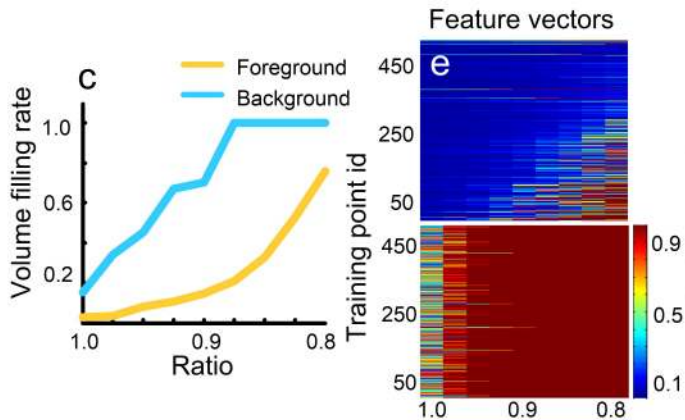 Feature vectors
c
Foreground
Background
Volume filling rate
1.0
0.6
0.2
1.0
0.9
0.8
Ratio
e
Training point id
450
250
50
450
250
50
1.0
0.9
0.8
0.9
0.5
0.1